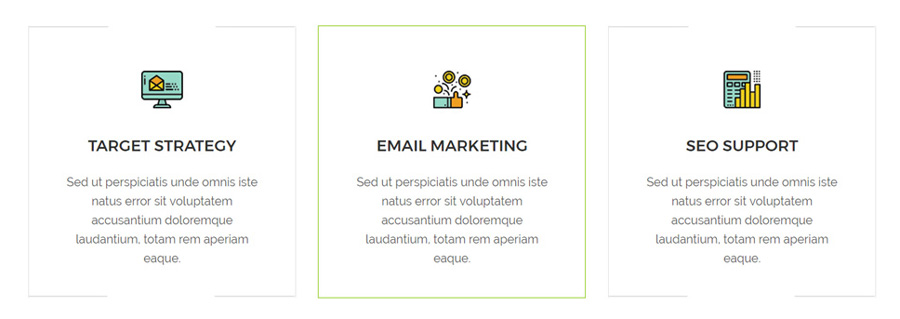 TARGET STRATEGY
Sed ut perspiciatis unde omnis iste
natus error sit voluptatem
accusantium doloremque
laudantium, totam rem aperiam
eaque.
EMAIL MARKETING
Sed ut perspiciatis unde omnis iste
natus error sit voluptatem
accusantium doloremque
laudantium, totam rem aperiam
eaque.
SEO SUPPORT
Sed ut perspiciatis unde omnis iste
natus error sit voluptatem
accusantium doloremque
laudantium, totam rem aperiam
eaque.